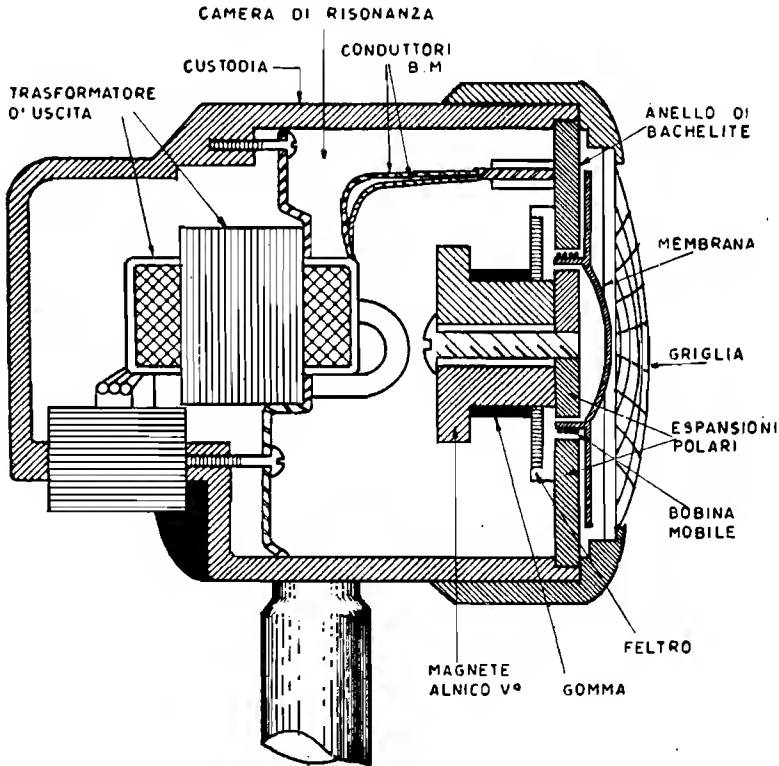 CAMERA DI RISONANZA
CONDUTTORI
B.M
CUSTODIA
TRASFORMATORE
D'USCITA
ANELLO DI
BACHELITE
MEMBRANA
GRIGLIA
ESPANSIONI
POLARI
BOBINA
MOBILE
FELTRO
MAGNETE
ALNICO Vº
GOMMA